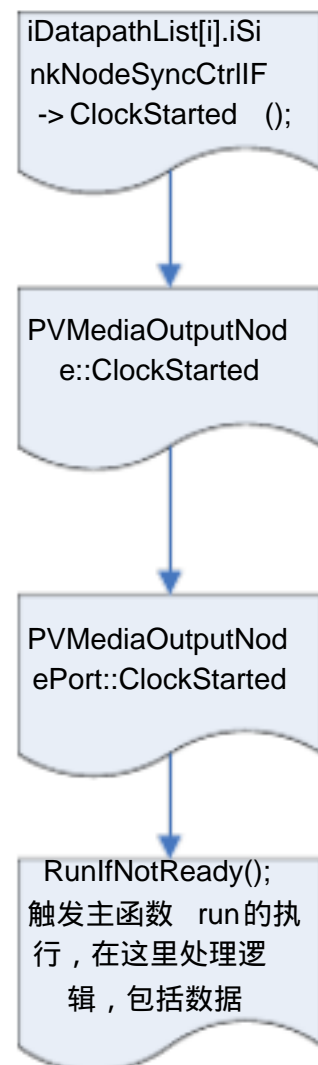 iDatapathList[i].iSi
nkNodeSyncCtrlIF
->ClockStarted ();
PVMediaOutputNod
e::ClockStarted
PVMediaOutputNod
ePort::ClockStarted
RunIfNotReady();
触发主函数 run的执
行，在这里处理逻
辑，包括数据